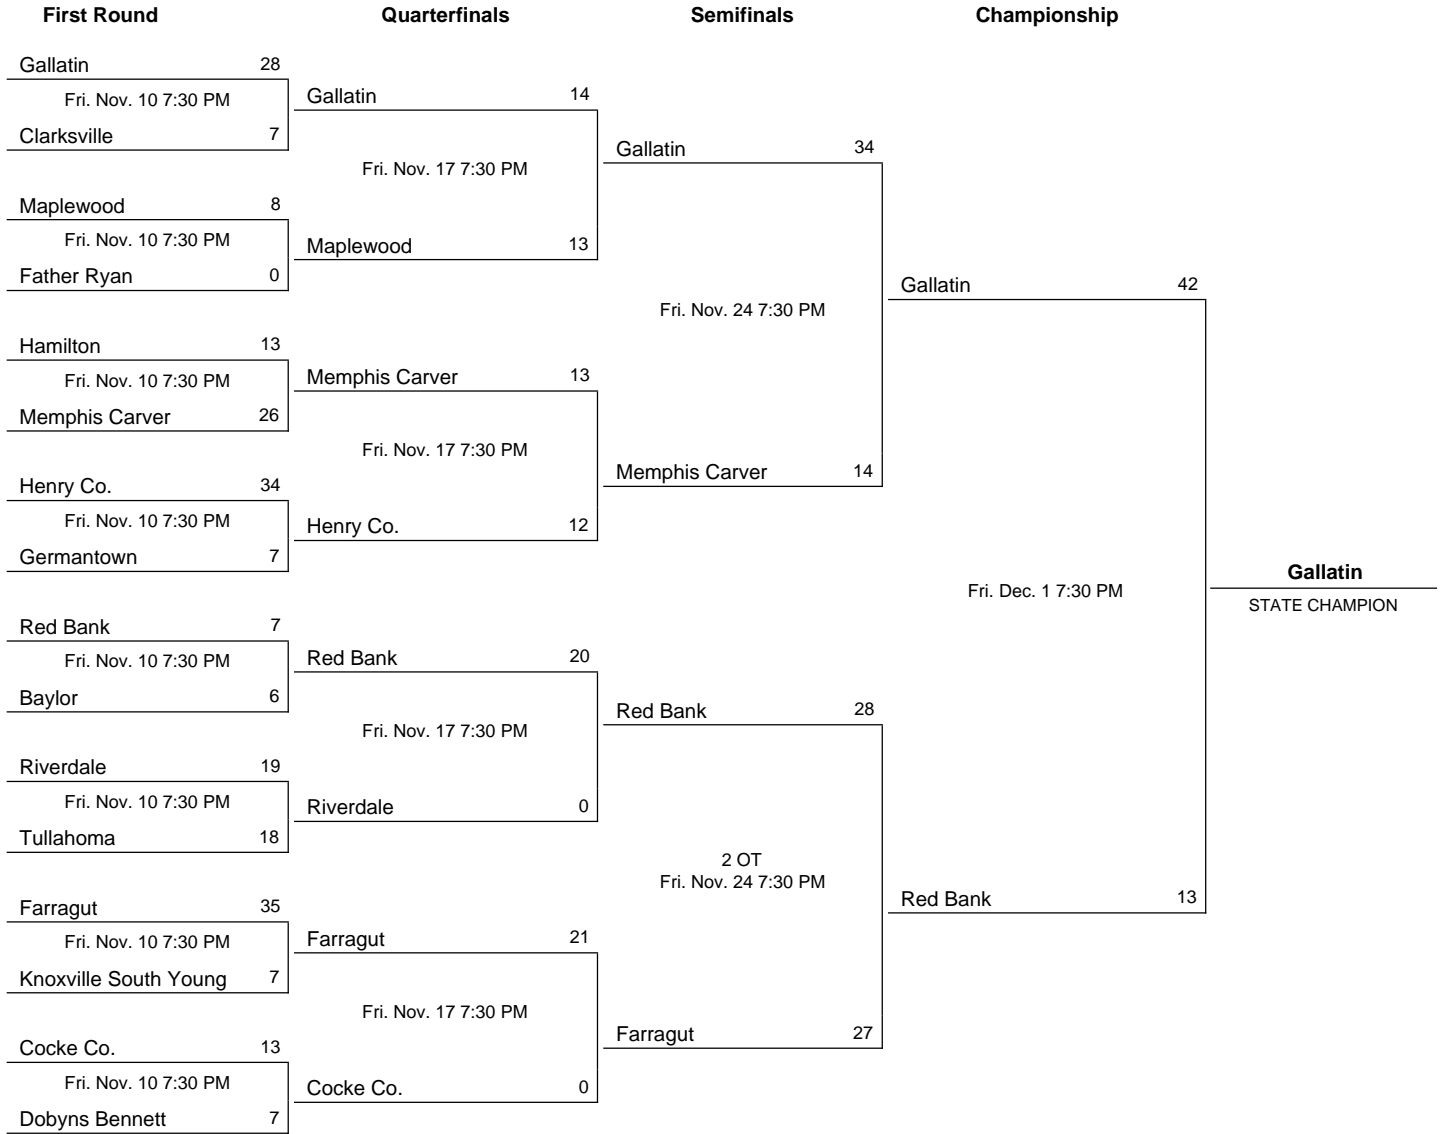 First Round Quarterfinals Semifinals Championship
Gallatin 28
Fri. Nov. 10 7:30 PM
Clarksville 7
Maplewood 8
Fri. Nov. 10 7:30 PM
Father Ryan 0
Hamilton 13
Fri. Nov. 10 7:30 PM
Memphis Carver 26
Henry Co. 34
Fri. Nov. 10 7:30 PM
Germantown 7
Red Bank 7
Fri. Nov. 10 7:30 PM
Baylor 6
Riverdale 19
Fri. Nov. 10 7:30 PM
Tullahoma 18
Farragut 35
Fri. Nov. 10 7:30 PM
Knoxville South Young 7
Cocke Co. 13
Fri. Nov. 10 7:30 PM
Dobyns Bennett 7
Gallatin 14
Fri. Nov. 17 7:30 PM
Maplewood 13
Memphis Carver 13
Fri. Nov. 17 7:30 PM
Henry Co. 12
Red Bank 20
Fri. Nov. 17 7:30 PM
Riverdale 0
Farragut 21
Fri. Nov. 17 7:30 PM
Cocke Co. 0
Gallatin 34
Fri. Nov. 24 7:30 PM
Memphis Carver 14
Red Bank 28
2 OT
Fri. Nov. 24 7:30 PM
Farragut 27
Gallatin 42
Fri. Dec. 1 7:30 PM
Red Bank 13
Gallatin
STATE CHAMPION